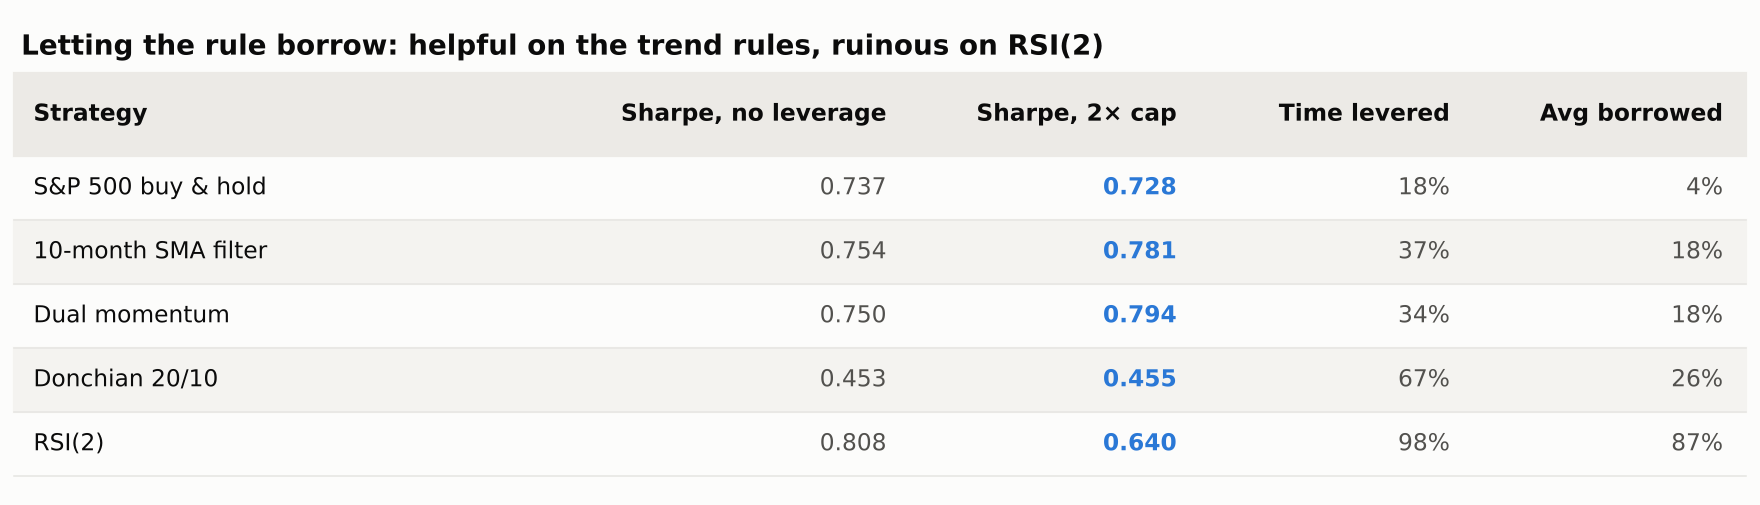 Letting the rule borrow: helpful on the trend rules, ruinous on RSI(2)
Strategy Sharpe, no leverage Sharpe, 2× cap Time levered Avg borrowed
S&P 500 buy & hold 0.737 0.728 18% 4%
10-month SMA filter 0.754 0.781 37% 18%
Dual momentum 0.750 0.794 34% 18%
Donchian 20/10 0.453 0.455 67% 26%
RSI(2) 0.808 0.640 98% 87%